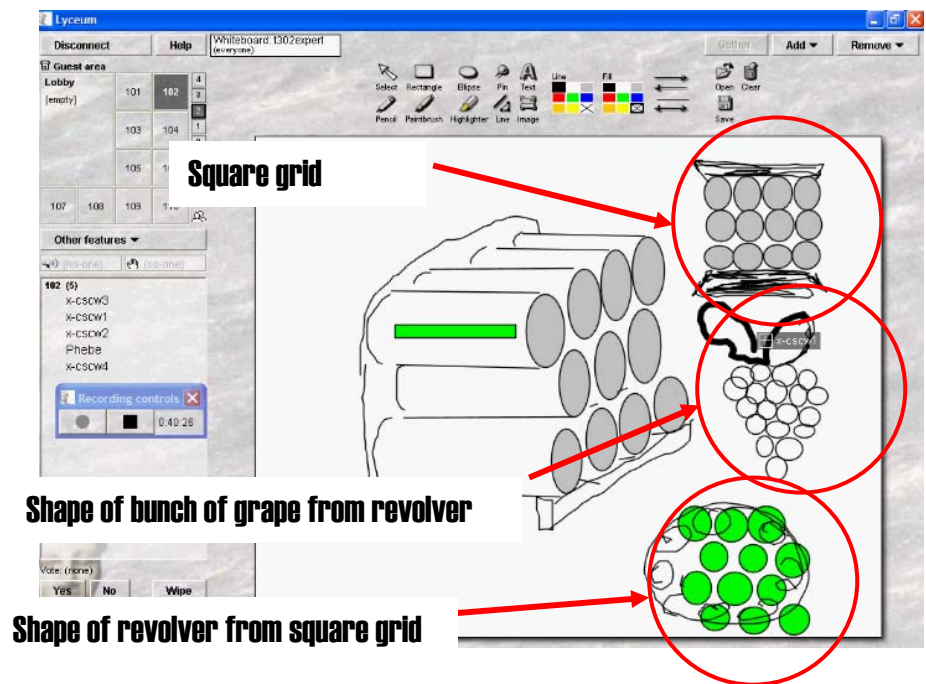 Lyceum
Disconnect
Help
Whiteboard: t302expert
(everyone)
Gather
Add
Remove
Guest area
Lobby
[empty]
101
102
4
3
2
1
103
104
105
107
108
109
Select
Rectangle
Ellipse
Pin
Text
Line
Fill
Open
Clear
Pencil
Paintbrush
Highlighter
Line
Image
Save
Square grid
Other features
(no-one)
(no-one)
102 (5)
x-cscw3
x-cscw1
x-cscw2
Phebe
x-cscw4
x-cscw1
Recording controls
0:40:26
Shape of bunch of grape from revolver
Vote: (none)
Yes
No
Wipe
Shape of revolver from square grid